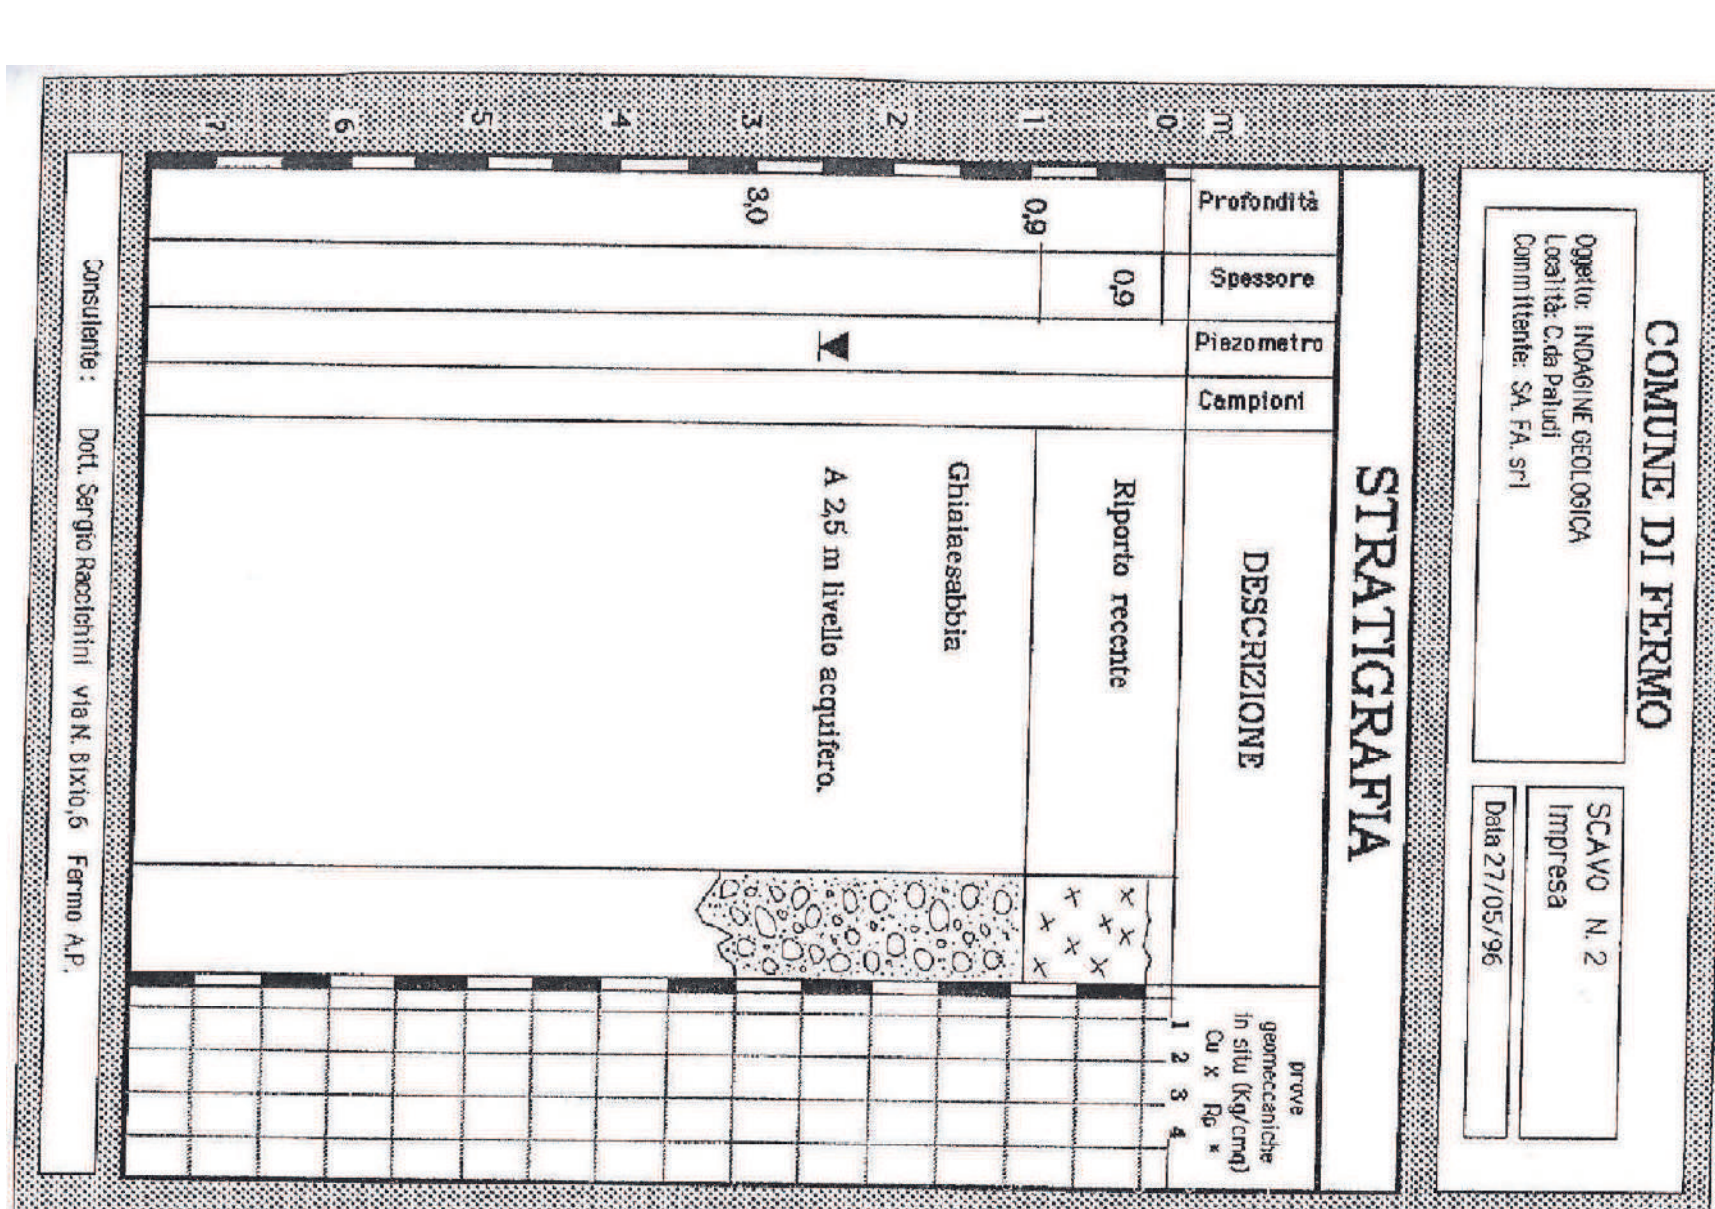 COMUNE DI FERMO
Oggetto: INDAGINE GEOLOGICA
Località: C.da Paludi
Committente: SA. FA. srl
SCAVO N. 2
Impresa
Data 27/05/96
STRATIGRAFIA
m
Profondità
Spessore
Piezometro
Campioni
DESCRIZIONE
prove
geomeccaniche
in situ (Kg/cmq)
Cu x Rp *
1 2 3 4
0
0,9
Riporto recente
1
0,9
2
Ghiaiaesabbia
A 2,5 m livello acquifero.
3
3,0
4
5
6
7
Consulente: Dott. Sergio Raccichini via N. Bixio,6 Fermo A.P.